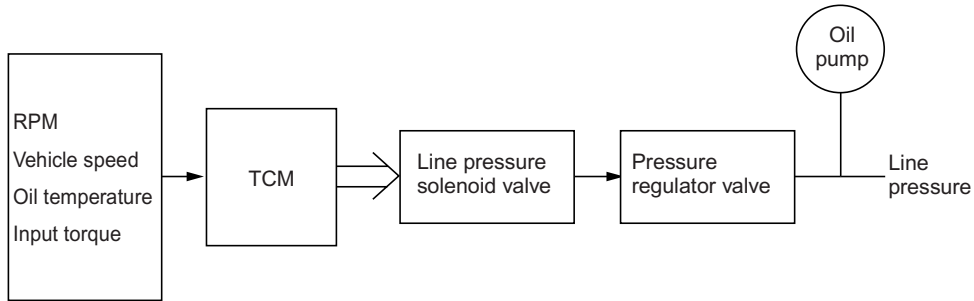 RPM
Vehicle speed
Oil temperature
Input torque
TCM
Line pressure
solenoid valve
Pressure
regulator valve
Oil
pump
Line
pressure